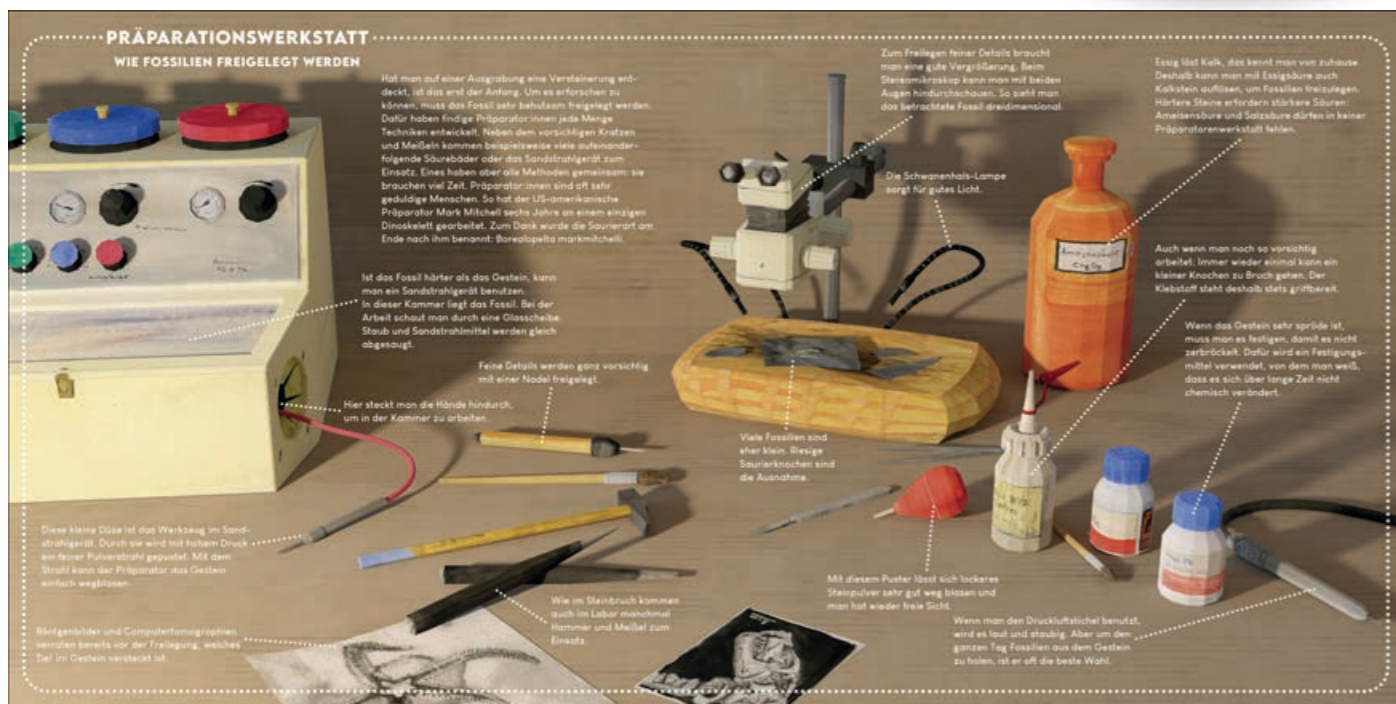 PRÄPARATIONSWERKSTATT
WIE FOSSILIEN FREIGELEGT WERDEN
Hat man auf einer Ausgrabung eine Versteinerung ent-
deckt, ist das erst der Anfang. Um es erforschen zu
können, muss das Fossil sehr behutsam freigelegt werden.
Dafür haben findige Präparator:innen jede Menge
Techniken entwickelt. Neben dem vorsichtigen Kratzen
und Meißeln kommen beispielsweise viele aufeinander-
folgende Säurebäder oder das Sandstrahlgerät zum
Einsatz. Eines haben aber alle Methoden gemeinsam: sie
brauchen viel Zeit. Präparator:innen sind oft sehr
geduldige Menschen. So hat der US-amerikanische
Präparator Mark Mitchell sechs Jahre an einem einzigen
Dinoskelett gearbeitet. Zum Dank wurde die Saurierart am
Ende nach ihm benannt: Borealopelta markmitchelli.
Ist das Fossil härter als das Gestein, kann
man ein Sandstrahlgerät benutzen.
In dieser Kammer liegt das Fossil. Bei der
Arbeit schaut man durch eine Glasscheibe.
Staub und Sandstrahlmittel werden gleich
abgesaugt.
Feine Details werden ganz vorsichtig
mit einer Nadel freigelegt.
Hier steckt man die Hände hindurch,
um in der Kammer zu arbeiten.
Diese kleine Düse ist das Werkzeug im Sand-
strahlgerät. Durch sie wird mit hohem Druck
ein feiner Pulverstrahl gepustet. Mit dem
Strahl kann der Präparator das Gestein
einfach wegblasen.
Röntgenbilder und Computertomographien
verraten bereits vor der Freilegung, welches
Tier im Gestein versteckt ist.
Wie im Steinbruch kommen
auch im Labor manchmal
Hammer und Meißel zum
Einsatz.
Zum Freilegen feiner Details braucht
man eine gute Vergrößerung. Beim
Stereomikroskop kann man mit beiden
Augen hindurchschauen. So sieht man
das betrachtete Fossil dreidimensional.
Die Schwanenhals-Lampe
sorgt für gutes Licht.
Viele Fossilien sind
eher klein. Riesige
Saurierknochen sind
die Ausnahme.
Mit diesem Puster lässt sich lockeres
Steinpulver sehr gut weg blasen und
man hat wieder freie Sicht.
Essig löst Kalk, das kennt man von zuhause
Deshalb kann man mit Essigsäure auch
Kalkstein auflösen, um Fossilien freizulegen.
Härtere Steine erfordern stärkere Säuren:
Ameisensäure und Salzsäure dürfen in keiner
Präparatorenwerkstatt fehlen.
Ameisensäure
CH₂O₂
Auch wenn man noch so vorsichtig
arbeitet: Immer wieder einmal kann ein
kleiner Knochen zu Bruch gehen. Der
Klebstoff steht deshalb stets griffbereit.
Wenn das Gestein sehr spröde ist,
muss man es festigen, damit es nicht
zerbröckelt. Dafür wird ein Festigungs-
mittel verwendet, von dem man weiß,
dass es sich über lange Zeit nicht
chemisch verändert.
Wenn man den Druckluftstichel benutzt,
wird es laut und staubig. Aber um den
ganzen Tag Fossilien aus dem Gestein
zu holen, ist er oft die beste Wahl.